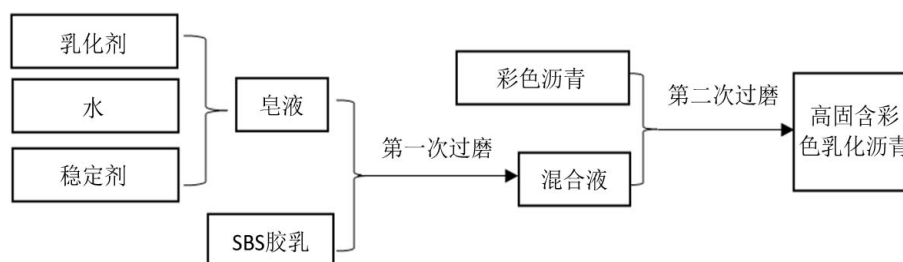 乳化剂
水
稳定剂
皂液
SBS胶乳
第一次过磨
彩色沥青
混合液
第二次过磨
高固含彩
色乳化沥青